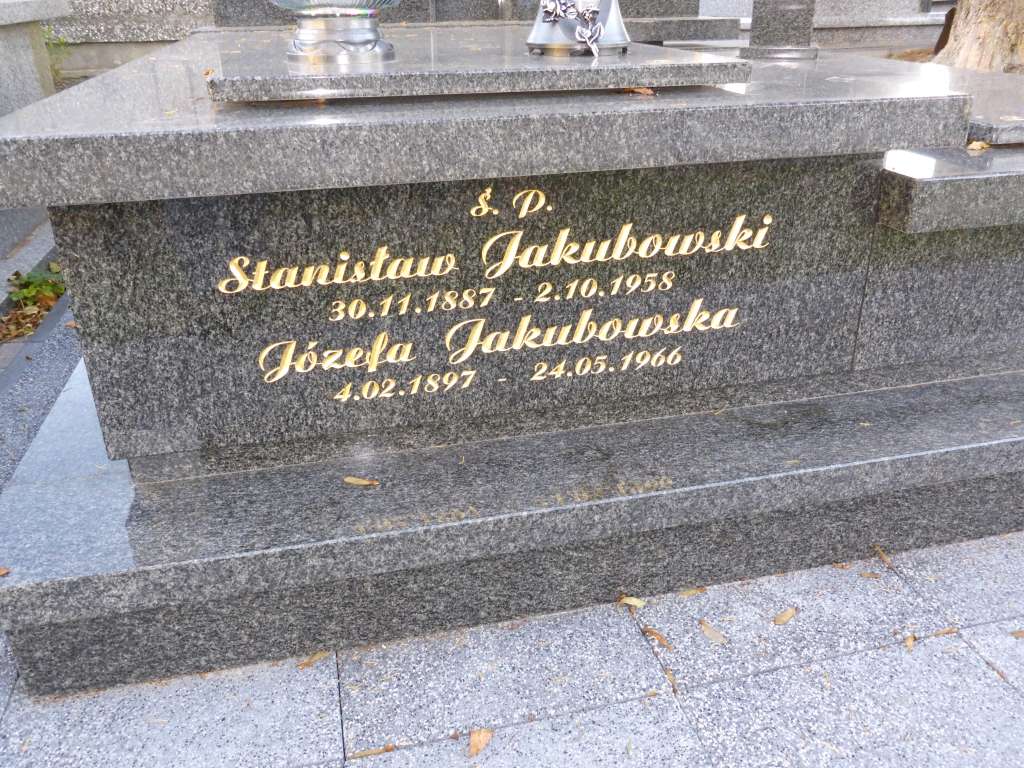 Ś. P.
Stanisław Jakubowski
30.11.1887 - 2.10.1958
Józefa Jakubowska
4.02.1897 - 24.05.1966